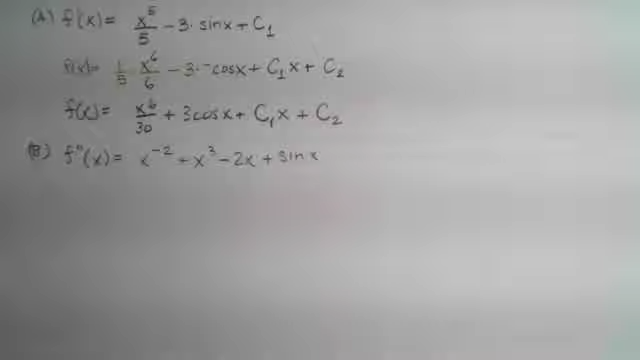 (A) f'(x) = x^5/5 - 3·sinx + C₁
f(x) = 1/5 · x^6/6 - 3·-cosx + C₁x + C₂
f(x) = x^6/30 + 3cosx + C₁x + C₂
(B) f"(x) = x^-2 + x^3 - 2x + sinx